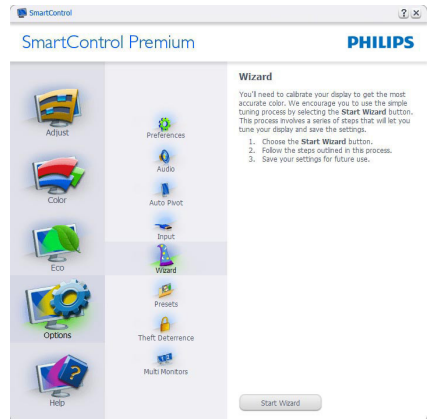 SmartControl
SmartControl Premium
PHILIPS
Adjust
Color
Eco
Options
Help
Preferences
Audio
Auto Pivot
Input
Wizard
Presets
Theft Deterrence
Multi Monitors
Wizard
You'll need to calibrate your display to get the most
accurate color. We encourage you to use the simple
tuning process by selecting the Start Wizard button.
This process involves a series of steps that will let you
tune your display and save the settings.
1. Choose the Start Wizard button.
2. Follow the steps outlined in this process.
3. Save your settings for future use.
Start Wizard